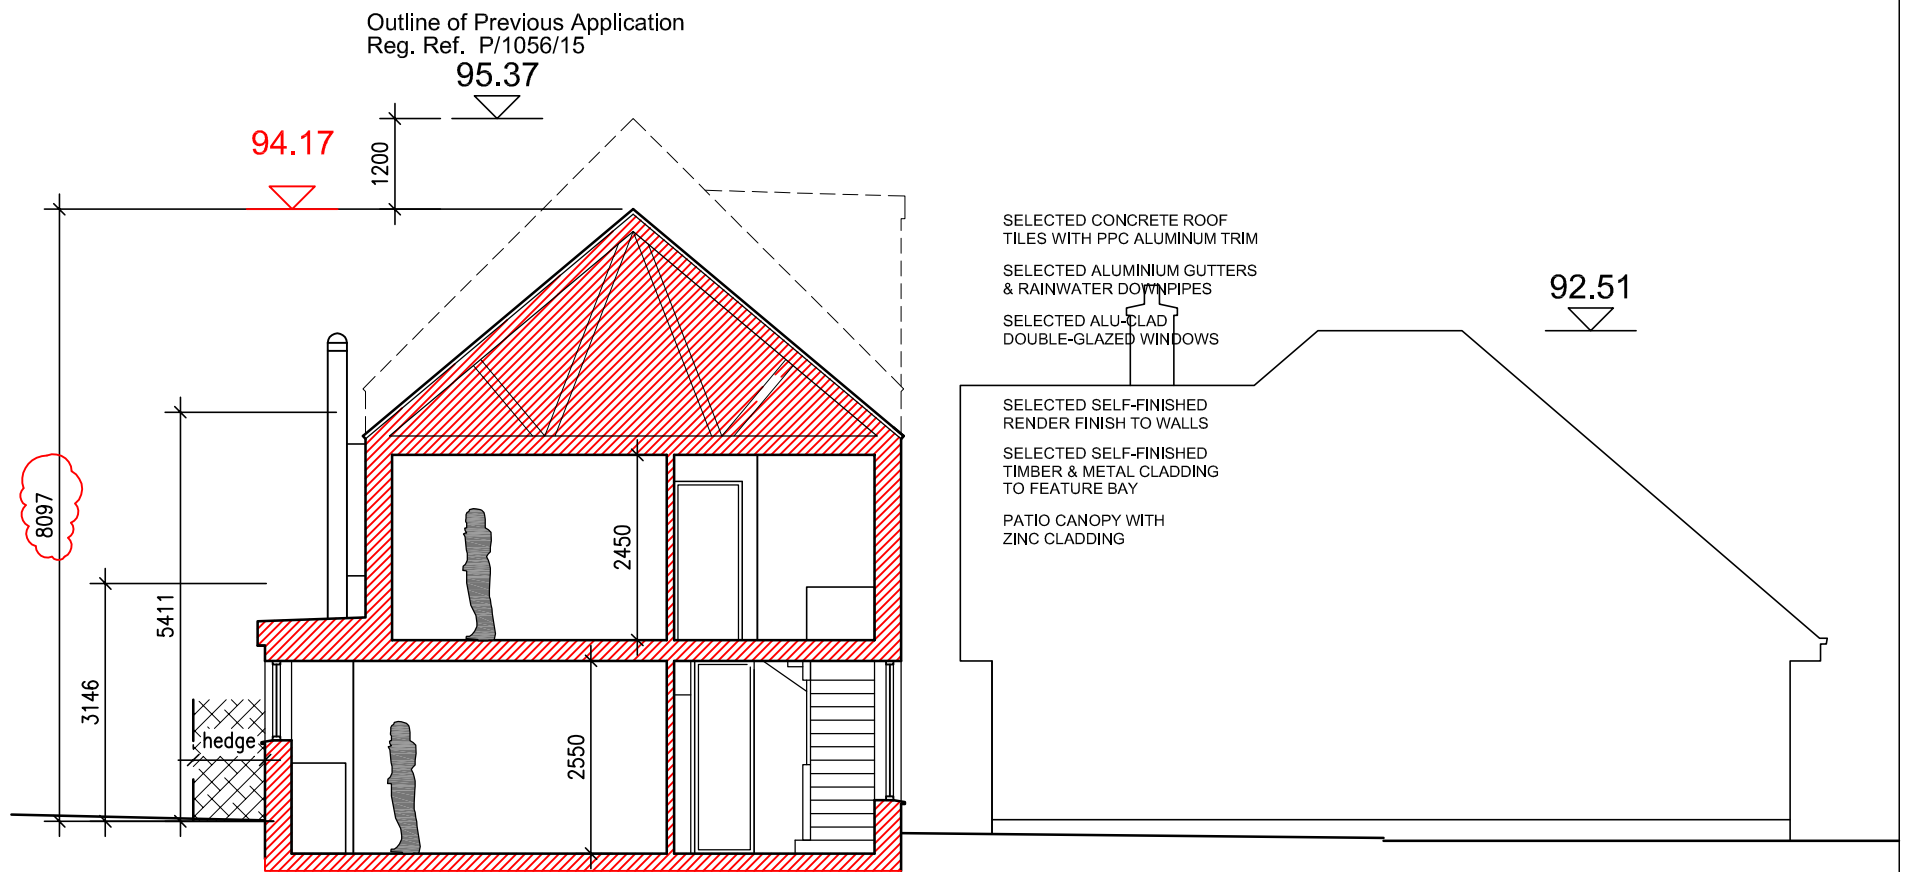 Outline of Previous Application
Reg. Ref. P/1056/15
95.37
94.17
1200
SELECTED CONCRETE ROOF
TILES WITH PPC ALUMINUM TRIM
SELECTED ALUMINIUM GUTTERS
& RAINWATER DOWNPIPES
SELECTED ALU-CLAD
DOUBLE-GLAZED WINDOWS
92.51
SELECTED SELF-FINISHED
RENDER FINISH TO WALLS
SELECTED SELF-FINISHED
TIMBER & METAL CLADDING
TO FEATURE BAY
PATIO CANOPY WITH
ZINC CLADDING
8097
5411
3146
2450
hedge
2550